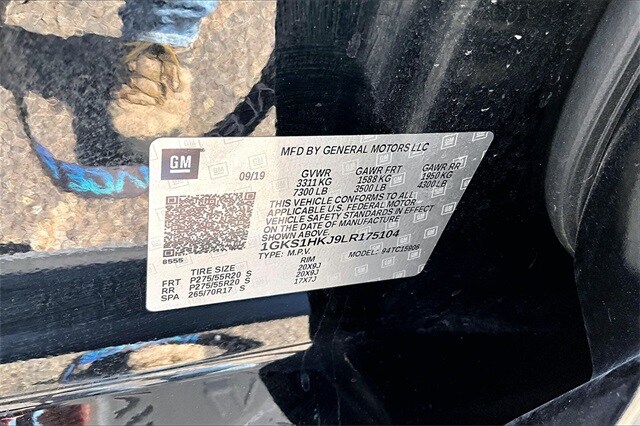 GM
MFD BY GENERAL MOTORS LLC
09/19
GVWR GAWR FRT GAWR RR
3311 KG 1588 KG 1950 KG
7300 LB 3500 LB 4300 LB
THIS VEHICLE CONFORMS TO ALL
APPLICABLE U.S. FEDERAL MOTOR
VEHICLE SAFETY STANDARDS IN EFFECT
ON THE DATE OF MANUFACTURE
SHOWN ABOVE.
1GKS1HKJ9LR175104
TYPE: M.P.V. MODEL: 94TC15906
8555
TIRE SIZE RIM
FRT P275/55R20 S 20X9J
RR P275/55R20 S 20X9J
SPA 265/70R17 S 17X7J